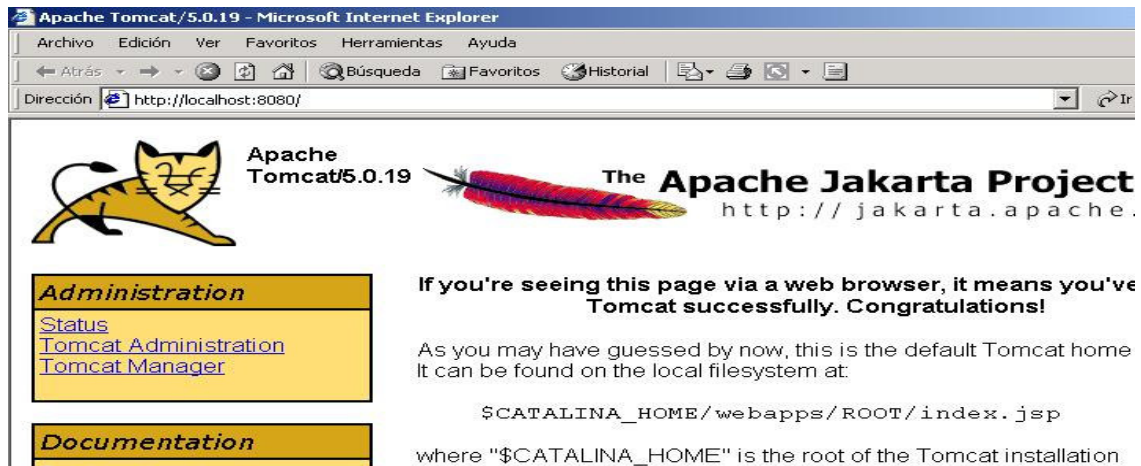 Apache Tomcat/5.0.19 - Microsoft Internet Explorer
Archivo Edición Ver Favoritos Herramientas Ayuda
Atrás Búsqueda Favoritos Historial
Dirección http://localhost:8080/ Ir
Apache
Tomcat/5.0.19
The Apache Jakarta Project
http://jakarta.apache.
Administration
Status
Tomcat Administration
Tomcat Manager
Documentation
If you're seeing this page via a web browser, it means you've
Tomcat successfully. Congratulations!
As you may have guessed by now, this is the default Tomcat home
It can be found on the local filesystem at:
$CATALINA_HOME/webapps/ROOT/index.jsp
where "$CATALINA_HOME" is the root of the Tomcat installation